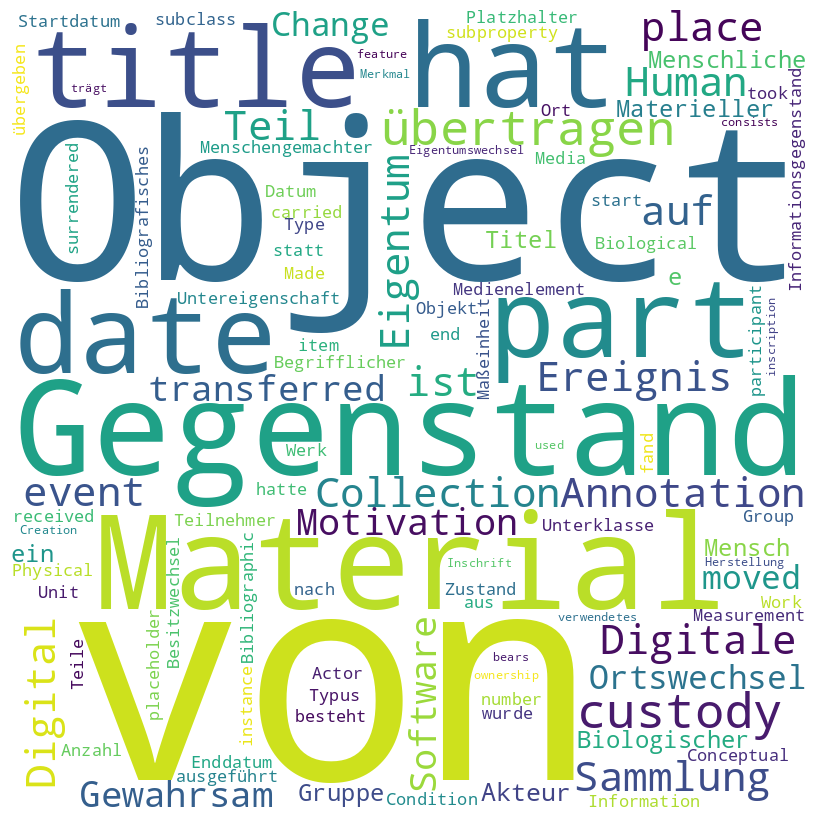 Startdatum
subclass
Change
Platzhalter
subproperty
place
title
hat
feature
Merkmal
trägt
übergeben
Menschliche
Human
took
Materieller
Ort
Teil
übertragen
consists
Menschengemachter
Eigentumswechsel
Media
Object
surrendered
Bibliografisches
Datum
carried
Type
statt
Made
Eigentum
start
auf
Titel
Biological
Informationsgegenstand
e
Untereigenschaft
Medienelement
Objekt
date
item
end
Maßeinheit
part
participant
inscription
Begrifflicher
transferred
ist
Ereignis
Gegenstand
Werk
used
fand
event
hatte
Collection
Annotation
received
Creation
Teilnehmer
Motivation
Unterklasse
Group
ein
Physical
Unit
Besitzwechsel
Bibliographic
Material
Inschrift
Mensch
Herstellung
nach
Zustand
moved
aus
Work
verwendetes
Measurement
Digital
Teile
placeholder
von
instance
Actor
Typus
besteht
Software
bears
ownership
number
wurde
Digitale
Ortswechsel
custody
Anzahl
Biologischer
Enddatum
ausgeführt
Conceptual
Sammlung
Gewahrsam
Gruppe
Condition
Akteur
Information